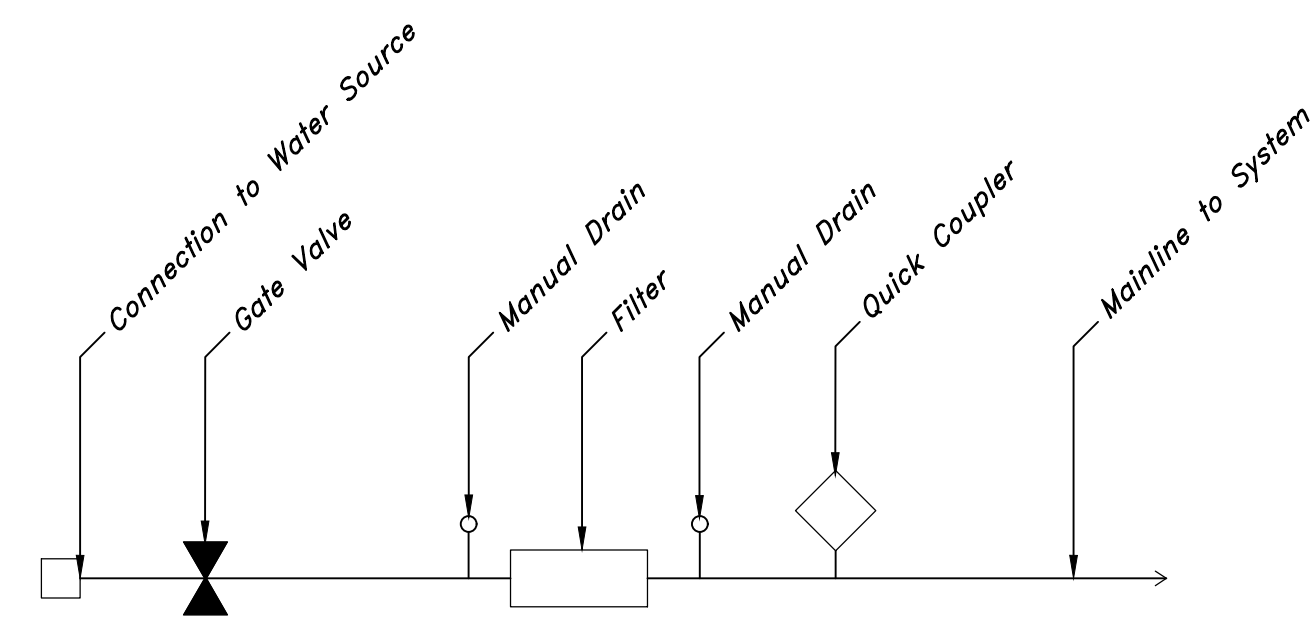 Connection to Water Source
Gate Valve
Manual Drain
Filter
Manual Drain
Quick Coupler
Mainline to System